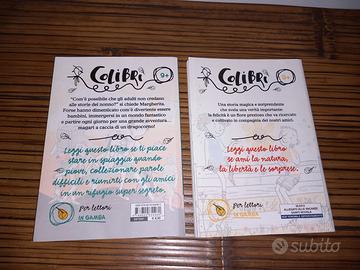 COLIBRÌ
9+
"Com'è possibile che gli adulti non credano
alle storie del nonno?" si chiede Margherita.
Forse hanno dimenticato com'è divertente essere
bambini, immergersi in un mondo fantastico
e partire ogni giorno per una grande avventura...
magari a caccia di un dragocorno!
Leggi questo libro se ti piace
stare in spiaggia quando
piove, collezionare parole
difficili e riunirti con gli amici
in un rifugio super segreto.
Per lettori
IN GAMBA
COLIBRÌ
Una storia magica e sorprendente
che svela una verità importante:
la felicità è un fiore prezioso che va ricercato
e coltivato in compagnia dei nostri amici.
Leggi questo libro
se ami la natura,
la libertà e le sorprese.
Per lettori
IN GAMBA
subito